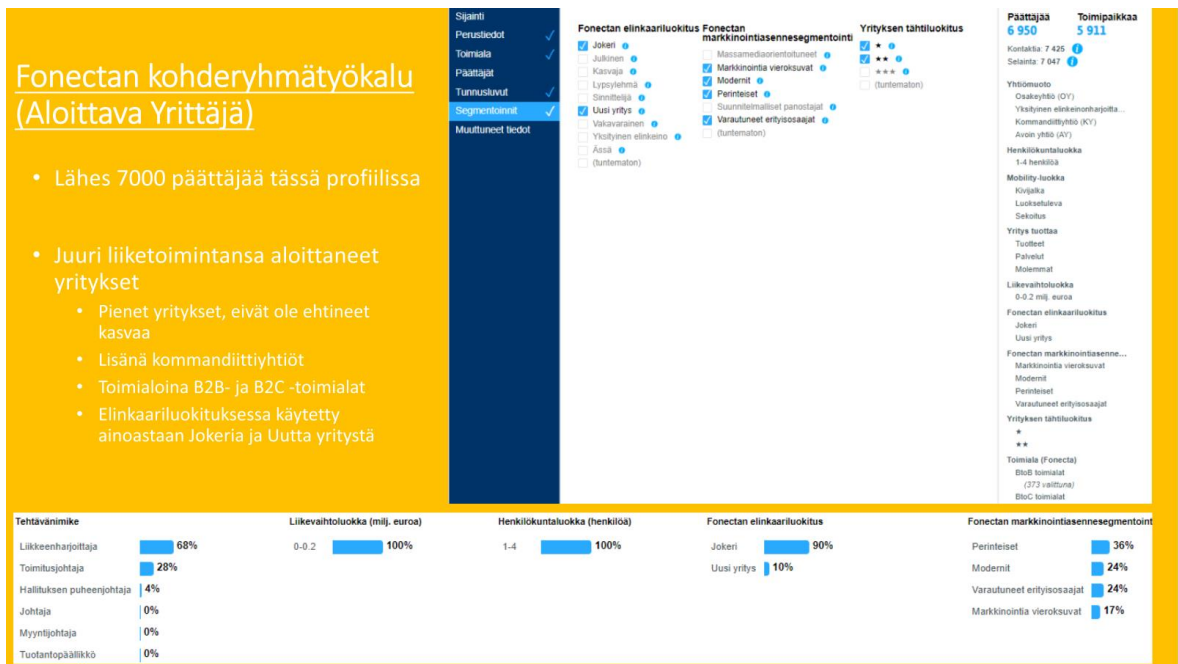 Fonectan kohderyhmätyökalu
(Aloittava Yrittäjä)
• Lähes 7000 päättäjää tässä profiilissa
• Juuri liiketoimintansa aloittaneet
yritykset
• Pienet yritykset, eivät ole ehtineet
kasvaa
• Lisänä kommandiittiyhtiöt
• Toimialoina B2B- ja B2C -toimialat
• Elinkaariluokituksessa käytetty
ainoastaan Jokeria ja Uutta yritystä
Sijainti
Perustiedot
Toimiala
Päättäjät
Tunnusluvut
Segmentoinnit
Muuttuneet tiedot
Fonectan elinkaariluokitus
Jokeri
Julkinen
Kasvaja
Lypsylehmä
Sinnittelijä
Uusi yritys
Vakavarainen
Yksityinen elinkeino
Ässä
(tuntematon)
Fonectan
markkinointiasennesegmentointi
Massamediaorientoituneet
Markkinointia vieroksuvat
Modernit
Perinteiset
Suunnitelmalliset panostajat
Varautuneet erityisosaajat
(tuntematon)
Yrityksen tähtiluokitus
★
★★
★★★
(tuntematon)
Päättäjää Toimipaikkaa
6 950 5 911
Kontaktia: 7 425
Selainta: 7 047
Yhtiömuoto
Osakeyhtiö (OY)
Yksityinen elinkeinonharjoitta...
Kommandiittiyhtiö (KY)
Avoin yhtiö (AY)
Henkilökuntaluokka
1-4 henkilöä
Mobility-luokka
Kivijalka
Luoksetuleva
Sekoitus
Yritys tuottaa
Tuotteet
Palvelut
Molemmat
Liikevaihtoluokka
0-0.2 milj. euroa
Fonectan elinkaariluokitus
Jokeri
Uusi yritys
Fonectan markkinointiasenne...
Markkinointia vieroksuvat
Modernit
Perinteiset
Varautuneet erityisosaajat
Yrityksen tähtiluokitus
★
★★
Toimiala (Fonecta)
BtoB toimialat
(373 valittuna)
BtoC toimialat
Tehtävänimike
Liikkeenharjoittaja 68%
Toimitusjohtaja 28%
Hallituksen puheenjohtaja 4%
Johtaja 0%
Myyntijohtaja 0%
Tuotantopäällikkö 0%
Liikevaihtoluokka (milj. euroa)
0-0.2 100%
Henkilökuntaluokka (henkilöä)
1-4 100%
Fonectan elinkaariluokitus
Jokeri 90%
Uusi yritys 10%
Fonectan markkinointiasennesegmentoint
Perinteiset 36%
Modernit 24%
Varautuneet erityisosaajat 24%
Markkinointia vieroksuvat 17%